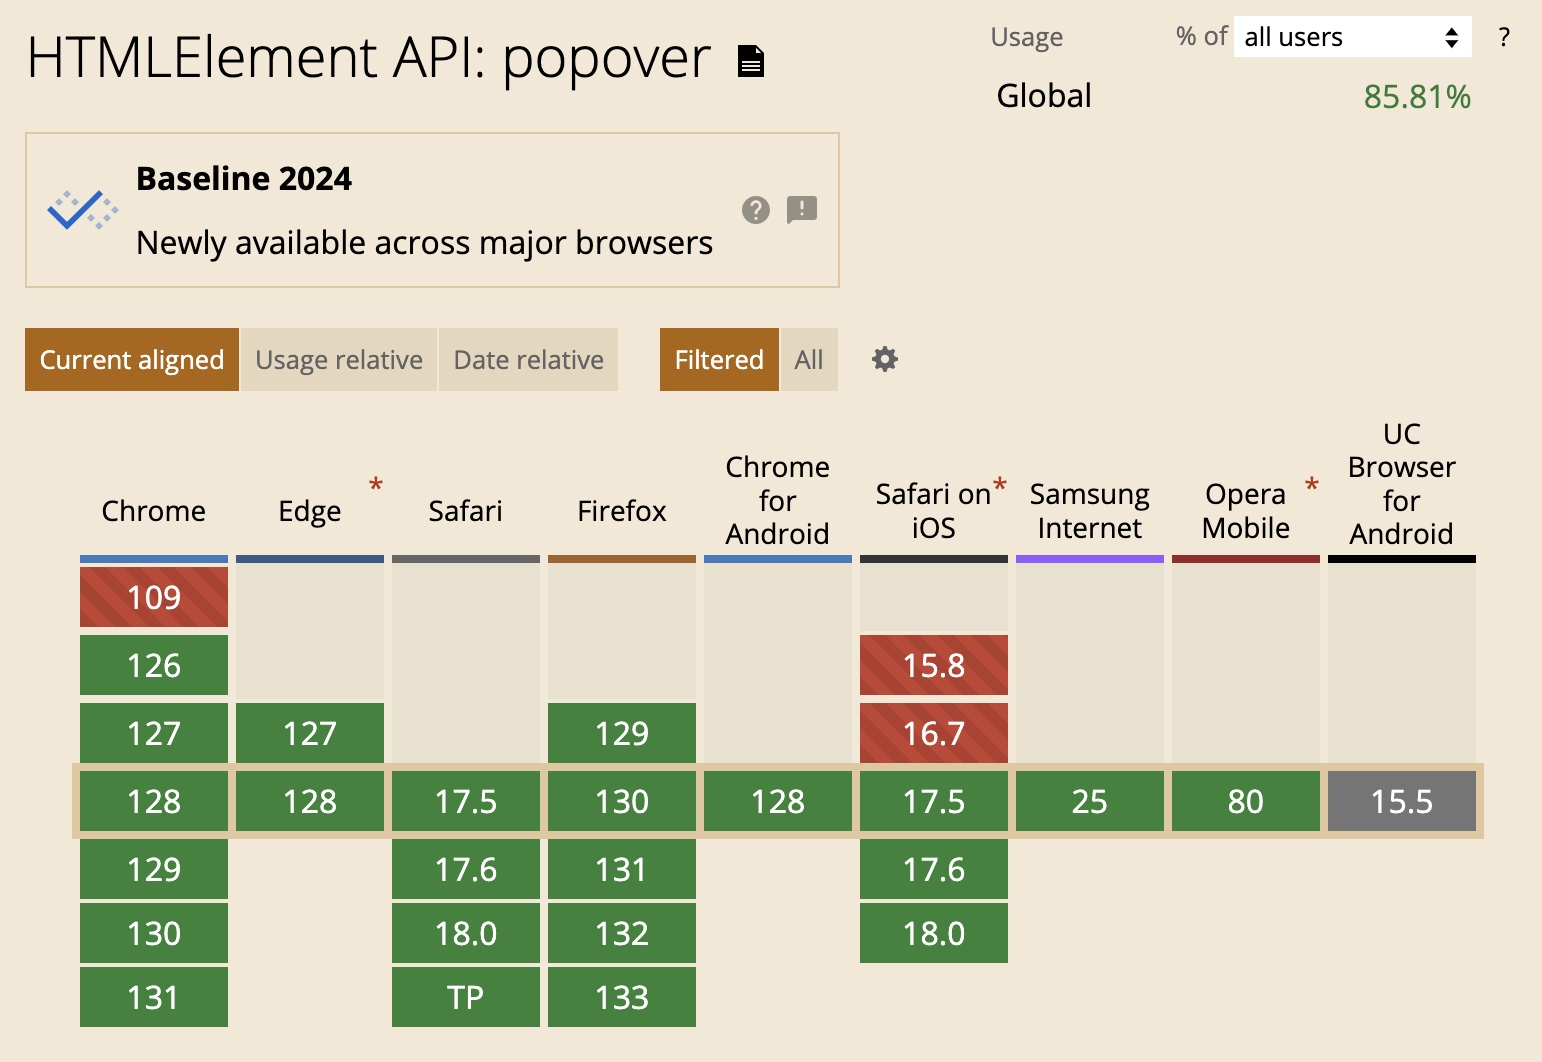 HTMLElement API: popover
Usage % of all users ?
Global 85.81%
Baseline 2024
Newly available across major browsers
Current aligned Usage relative Date relative Filtered All
Chrome Edge * Safari Firefox Chrome for Android Safari on iOS * Samsung Internet Opera Mobile * UC Browser for Android
109
126 15.8
127 127 129 16.7
128 128 17.5 130 128 17.5 25 80 15.5
129 17.6 131 17.6
130 18.0 132 18.0
131 TP 133